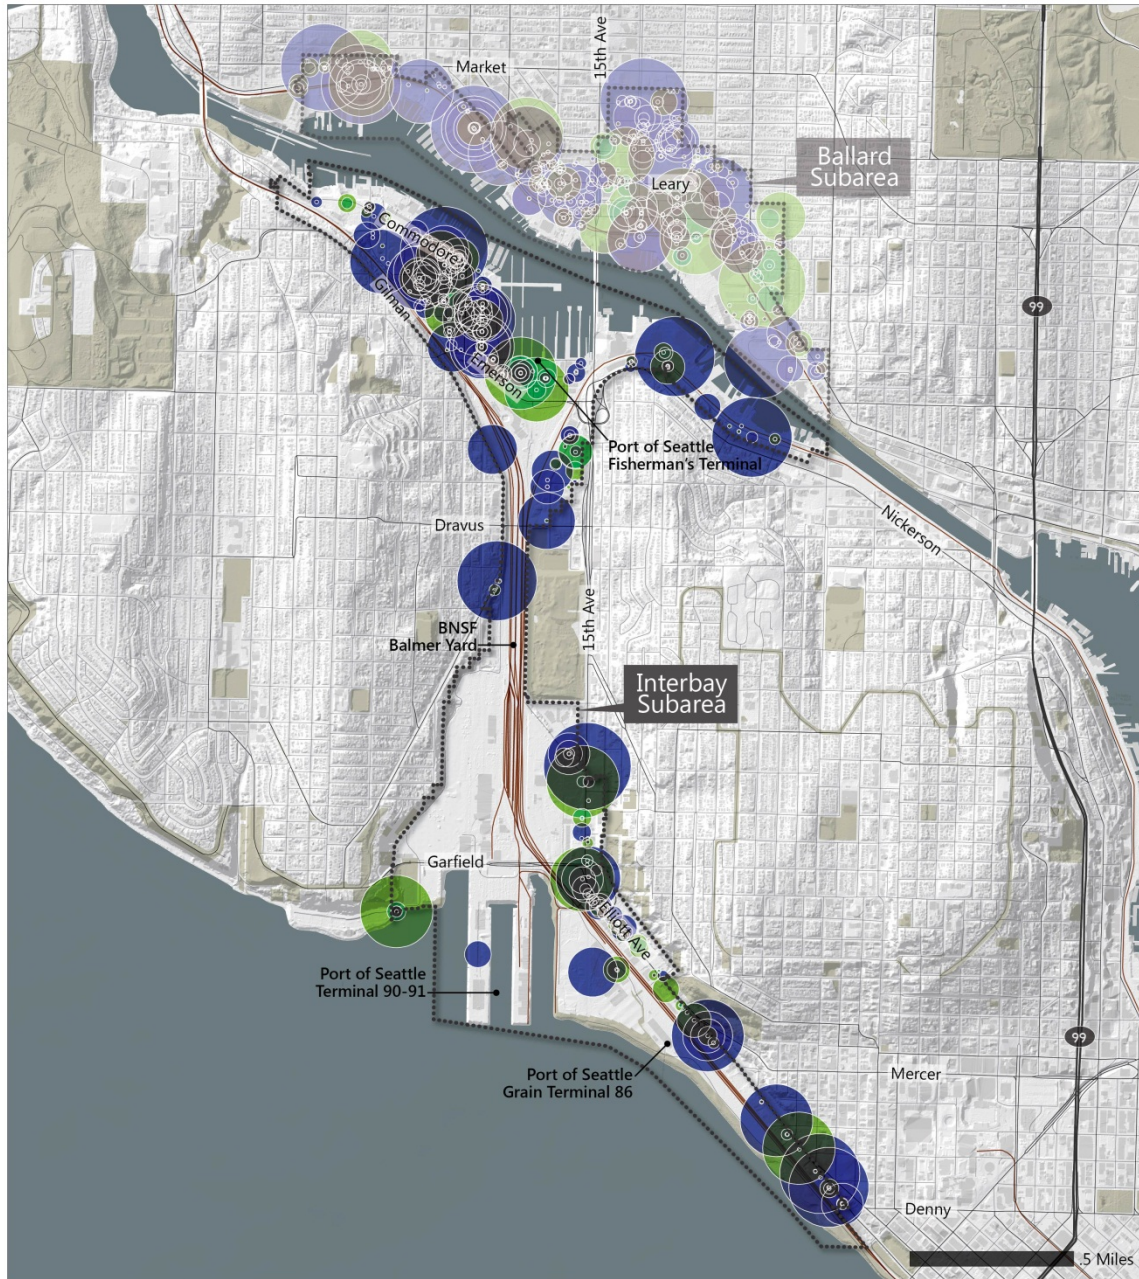 15th Ave
Market
Ballard
Subarea
Leary
Commodore
Gilman
99
Emerson
Port of Seattle
Fisherman's Terminal
Nickerson
Dravus
15th Ave
BNSF
Balmer Yard
Interbay
Subarea
Garfield
Elliott Ave
Port of Seattle
Terminal 90-91
99
Port of Seattle
Grain Terminal 86
Mercer
Denny
.5 Miles